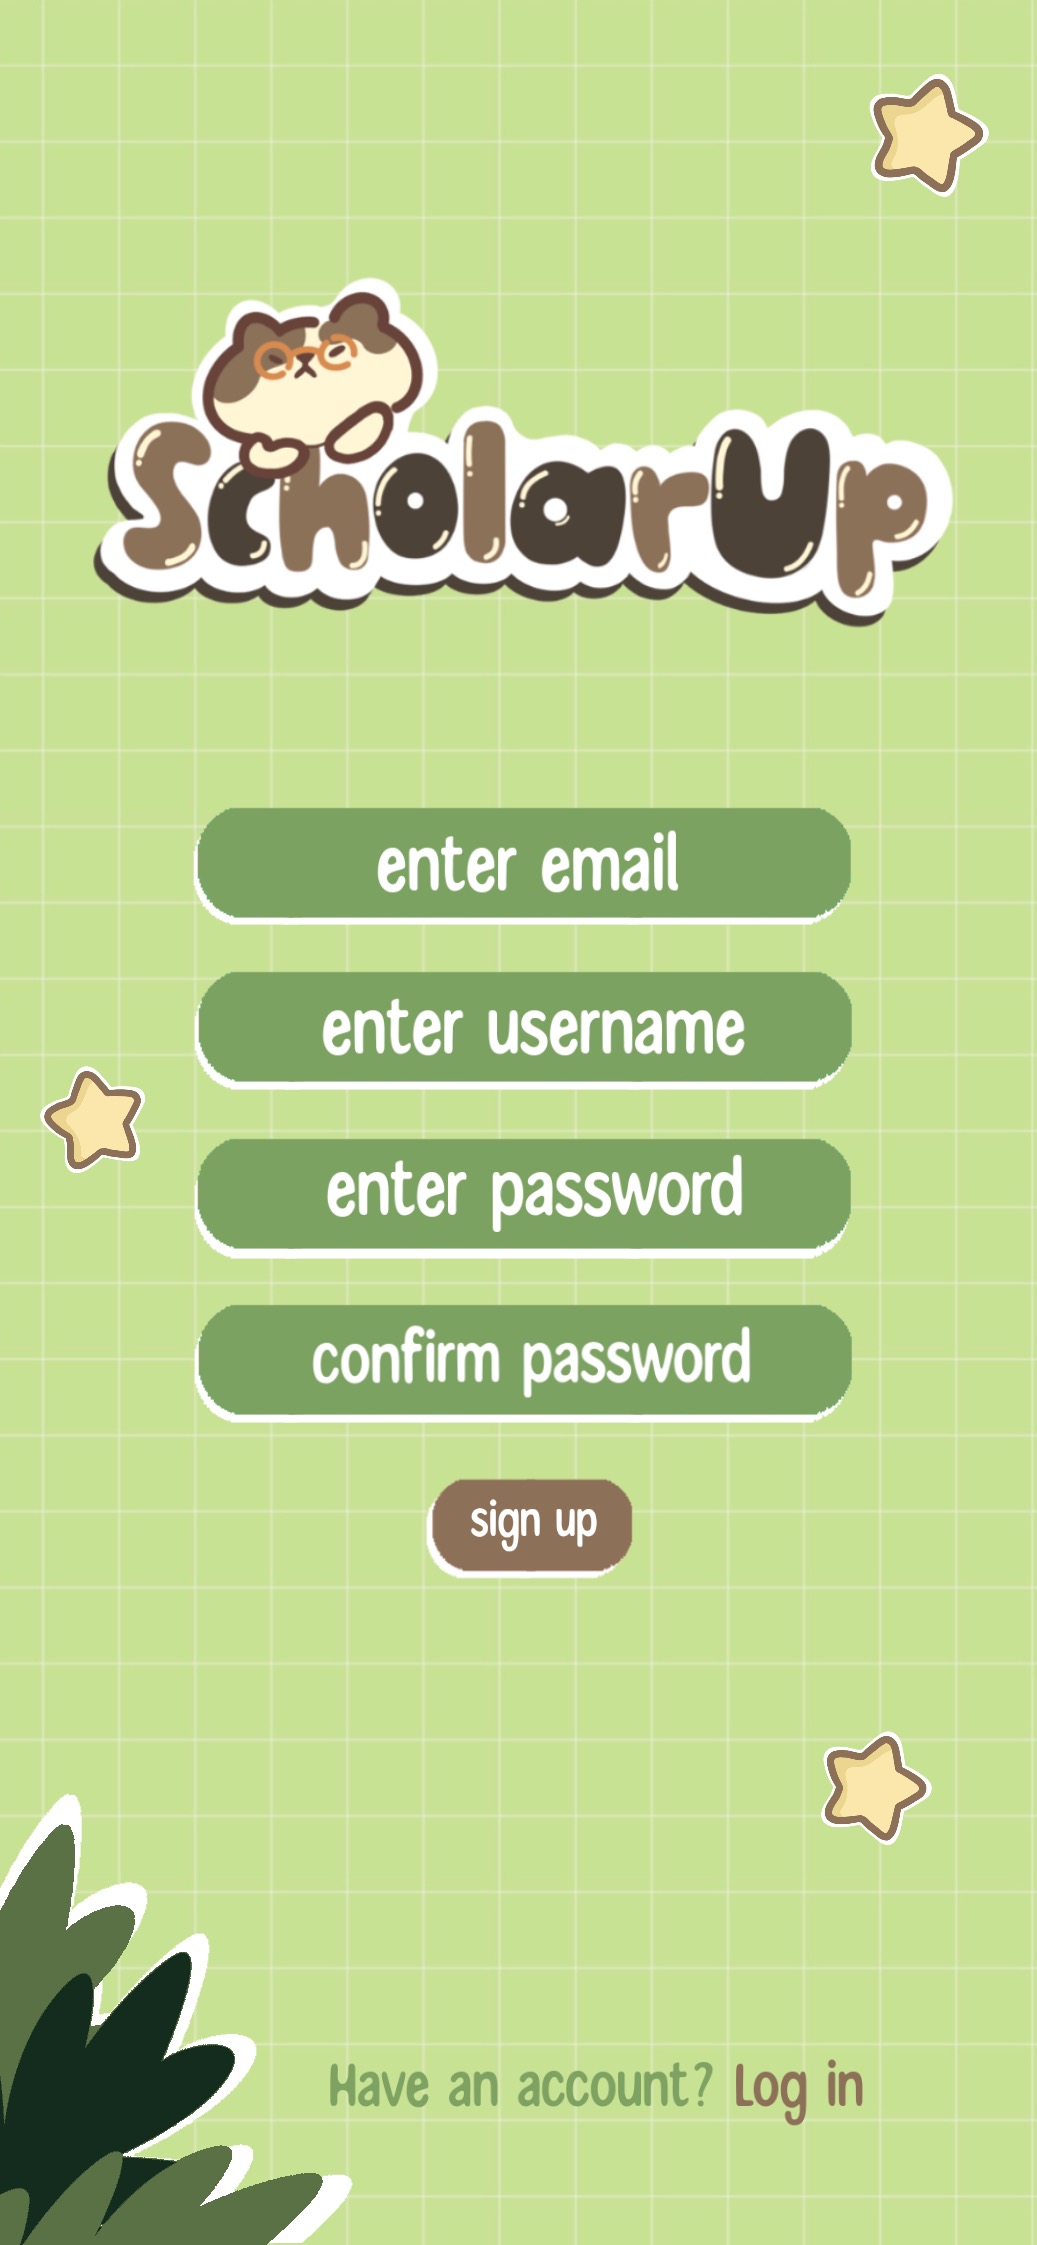 ScholarUp
enter email
enter username
enter password
confirm password
sign up
Have an account? Log in